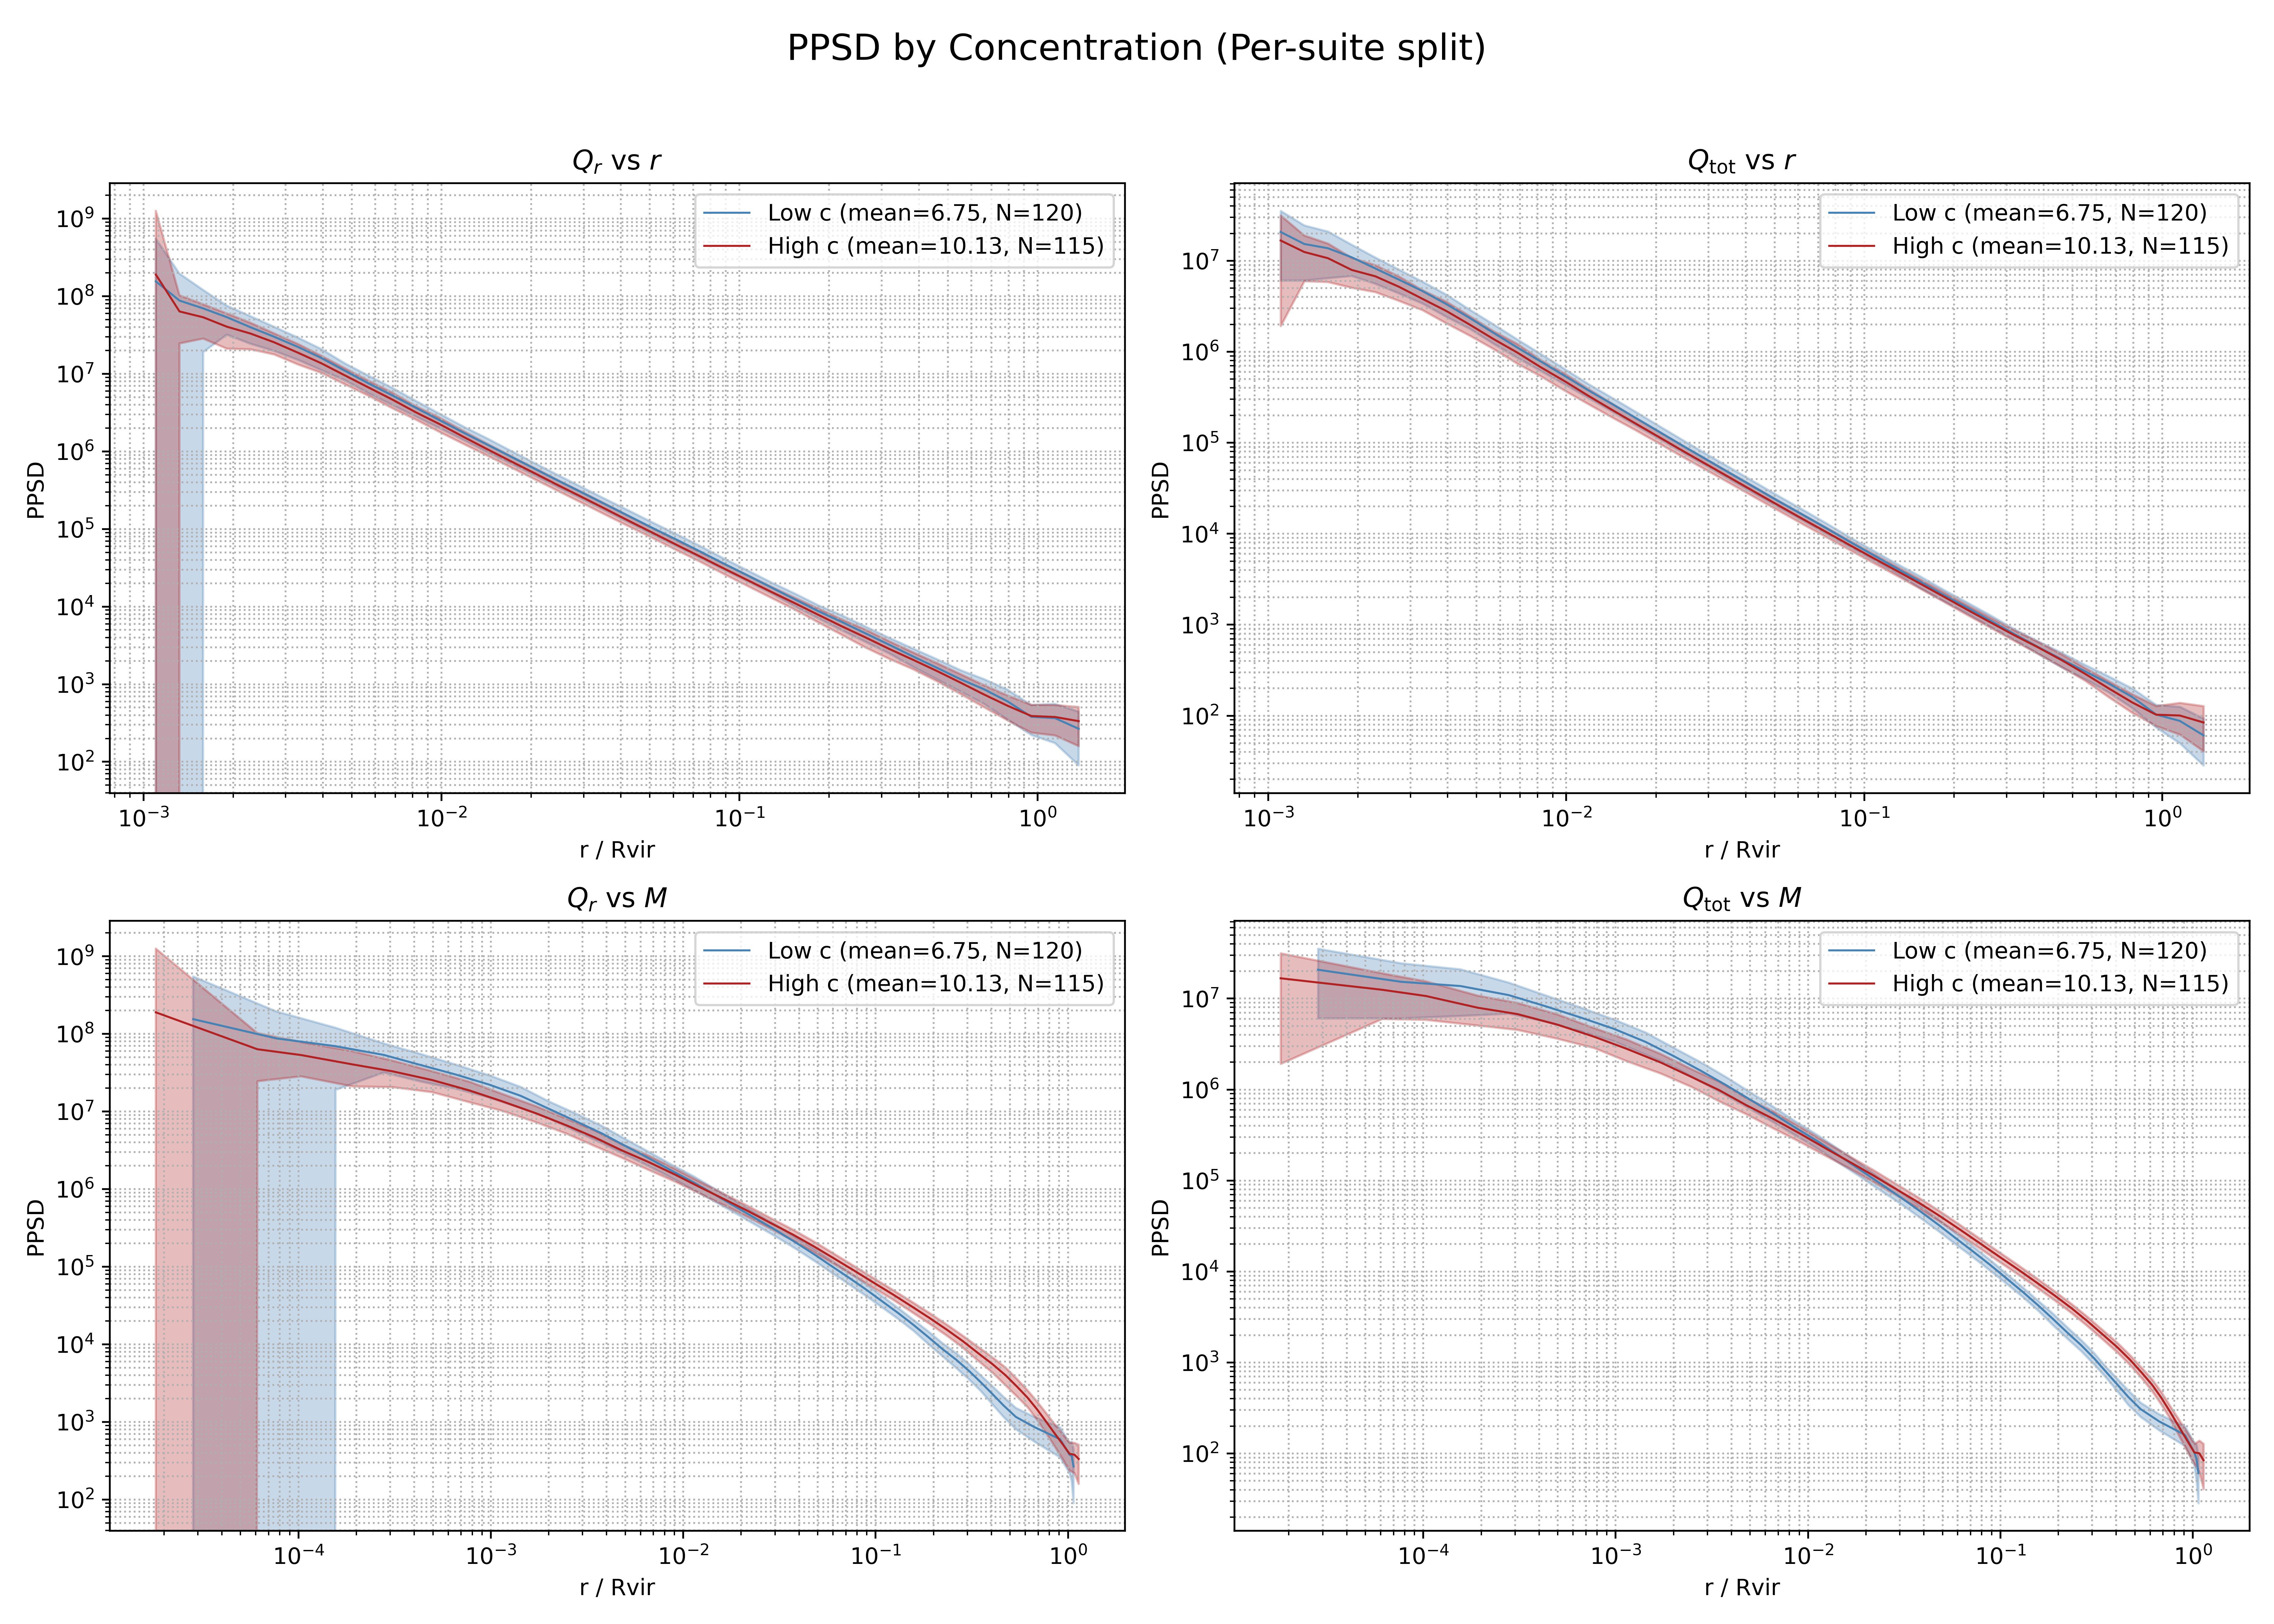 PPSD by Concentration (Per-suite split)
Q_r vs r
PPSD
10^9
10^8
10^7
10^6
10^5
10^4
10^3
10^2
Low c (mean=6.75, N=120)
High c (mean=10.13, N=115)
10^-3 10^-2 10^-1 10^0
r / Rvir
Q_tot vs r
PPSD
10^7
10^6
10^5
10^4
10^3
10^2
Low c (mean=6.75, N=120)
High c (mean=10.13, N=115)
10^-3 10^-2 10^-1 10^0
r / Rvir
Q_r vs M
PPSD
10^9
10^8
10^7
10^6
10^5
10^4
10^3
10^2
Low c (mean=6.75, N=120)
High c (mean=10.13, N=115)
10^-4 10^-3 10^-2 10^-1 10^0
r / Rvir
Q_tot vs M
PPSD
10^7
10^6
10^5
10^4
10^3
10^2
Low c (mean=6.75, N=120)
High c (mean=10.13, N=115)
10^-4 10^-3 10^-2 10^-1 10^0
r / Rvir